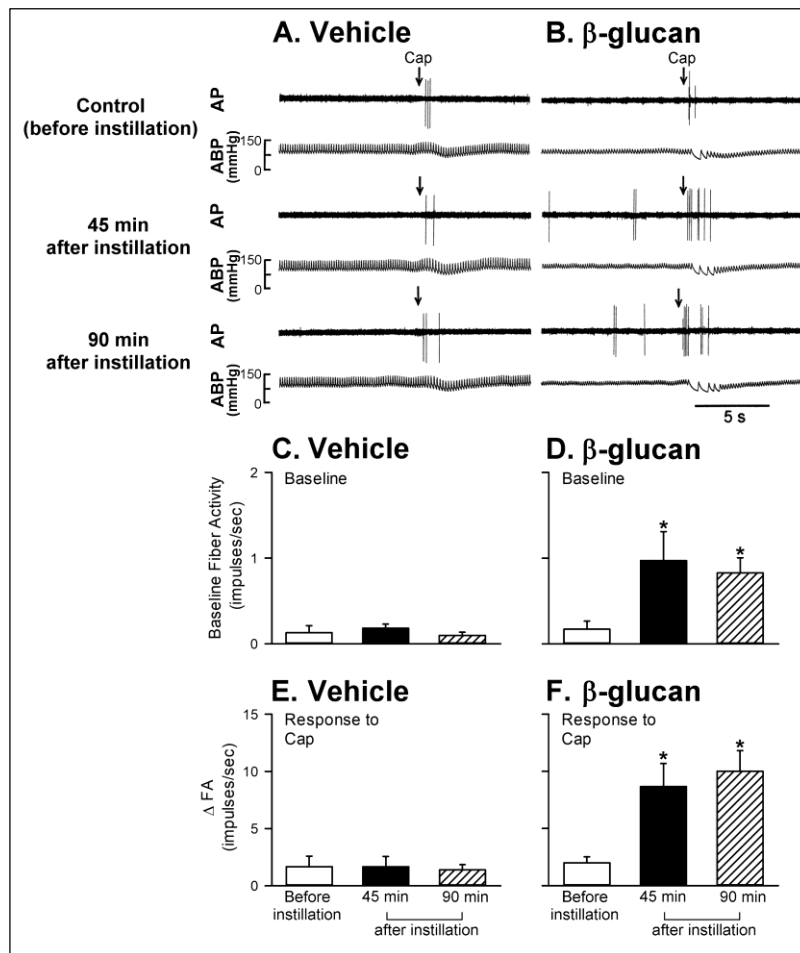 A. Vehicle
B. β-glucan
Cap
Cap
Control
(before instillation)
AP
ABP
(mmHg)
150
0
45 min
after instillation
AP
ABP
(mmHg)
150
0
90 min
after instillation
AP
ABP
(mmHg)
150
0
5 s
C. Vehicle
D. β-glucan
Baseline Fiber Activity
(impulses/sec)
2
1
0
Baseline
Baseline
*
*
E. Vehicle
F. β-glucan
Δ FA
(impulses/sec)
15
10
5
0
Response to
Cap
Response to
Cap
*
*
Before
instillation
45 min
90 min
after instillation
Before
instillation
45 min
90 min
after instillation